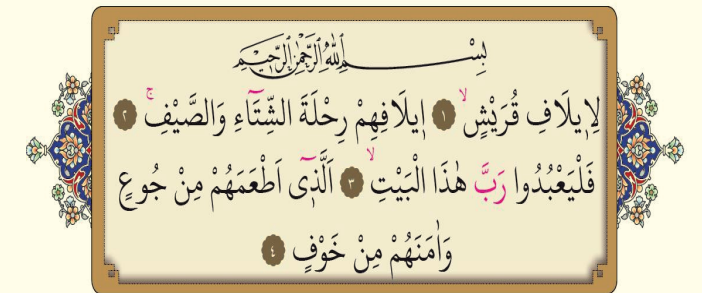 بِسْمِ اللّٰهِ الرَّحْمٰنِ الرَّحِيمِ
لِإِيلَافِ قُرَيْشٍۙ ﴿١﴾ اٖيلَافِهِمْ رِحْلَةَ الشِّتَٓاءِ وَالصَّيْفِۚ ﴿٢﴾
فَلْيَعْبُدُوا رَبَّ هٰذَا الْبَيْتِۙ ﴿٣﴾ اَلَّذٖٓى اَطْعَمَهُمْ مِنْ جُوعٍ
وَاٰمَنَهُمْ مِنْ خَوْفٍ ﴿٤﴾